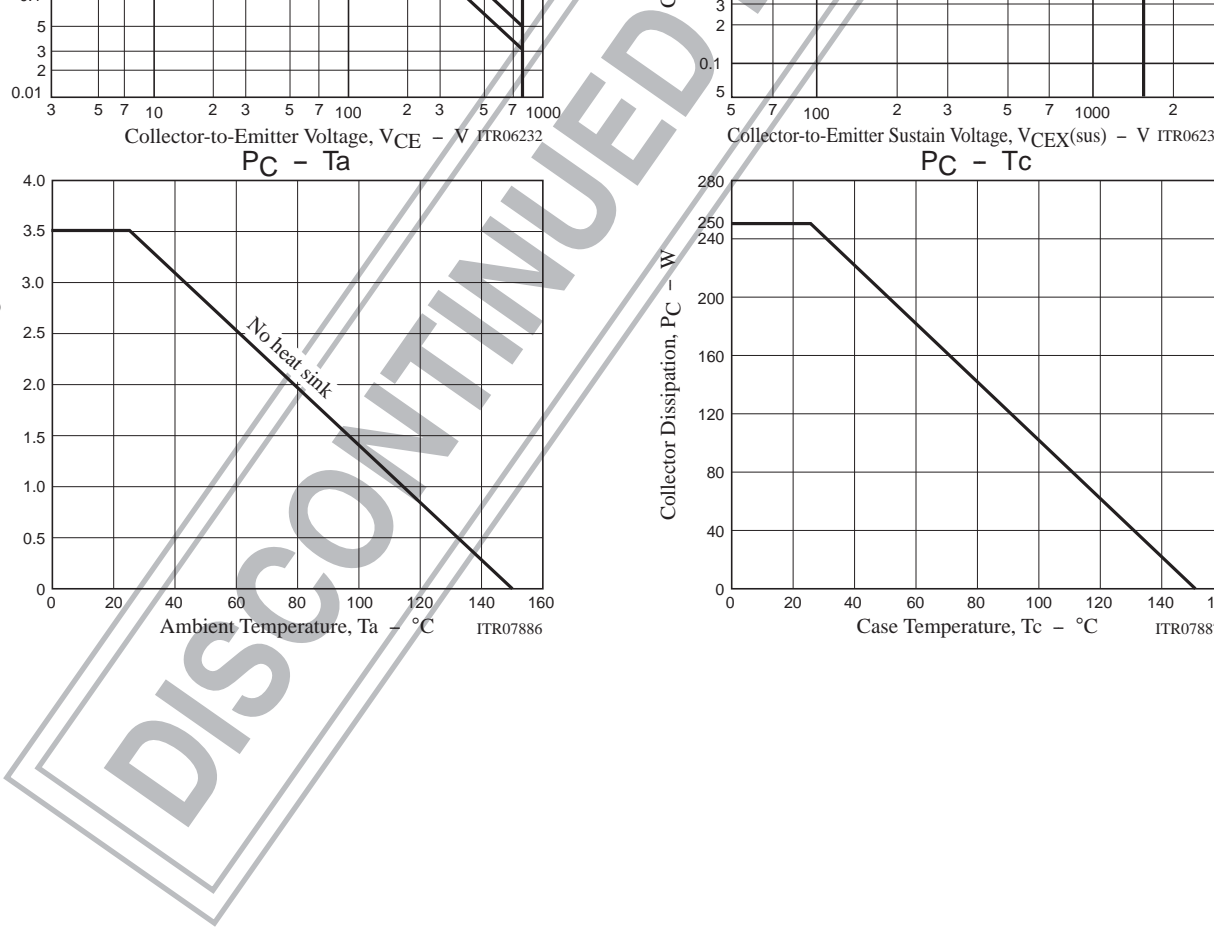 5
3
2
0.01
3 5 7 10 2 3 5 7 100 2 3 5 7 1000
Collector-to-Emitter Voltage, VCE – V ITR06232
3
2
0.1
5
5 7 100 2 3 5 7 1000 2
Collector-to-Emitter Sustain Voltage, VCEX(sus) – V ITR0623
PC – Ta
4.0
3.5
3.0
2.5
2.0
1.5
1.0
0.5
0
No heat sink
0 20 40 60 80 100 120 140 160
Ambient Temperature, Ta – °C ITR07886
PC – Tc
Collector Dissipation, PC – W
280
250
240
200
160
120
80
40
0
0 20 40 60 80 100 120 140 1
Case Temperature, Tc – °C ITR0788
DISCONTINUED